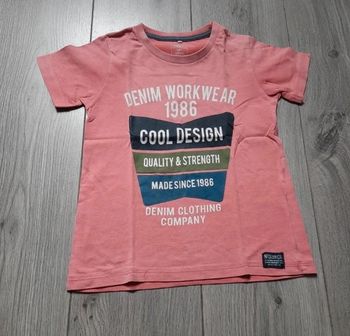 DENIM WORKWEAR
1986
COOL DESIGN
QUALITY & STRENGTH
MADE SINCE 1986
DENIM CLOTHING
COMPANY